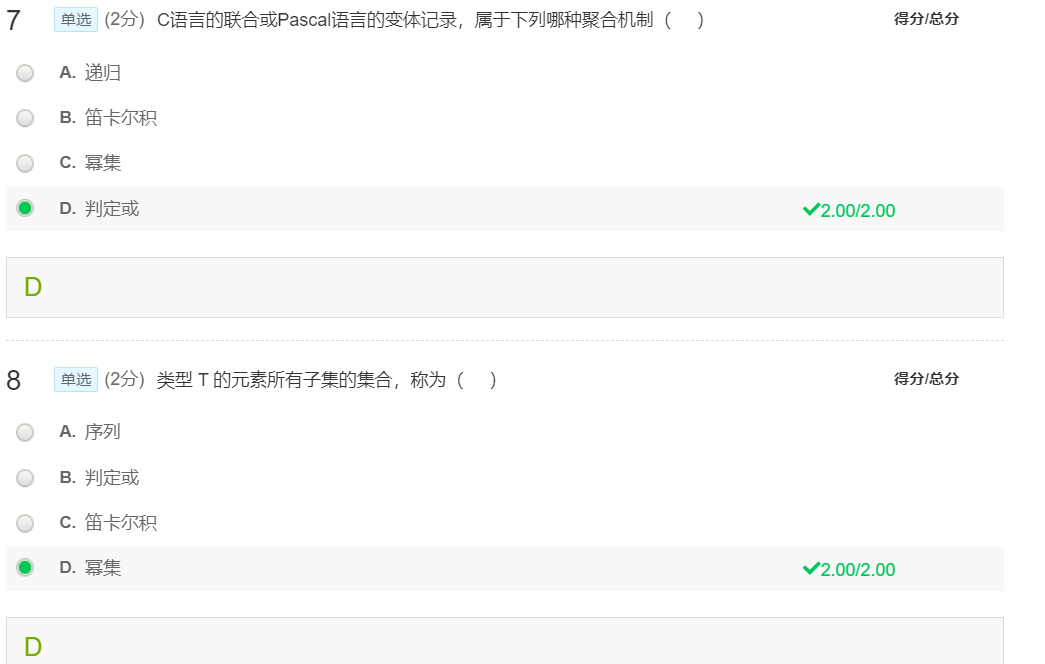 7 单选 (2分) C语言的联合或Pascal语言的变体记录，属于下列哪种聚合机制（ ） 得分/总分
A. 递归
B. 笛卡尔积
C. 幂集
D. 判定或 2.00/2.00
D
8 单选 (2分) 类型 T 的元素所有子集的集合，称为（ ） 得分/总分
A. 序列
B. 判定或
C. 笛卡尔积
D. 幂集 2.00/2.00
D